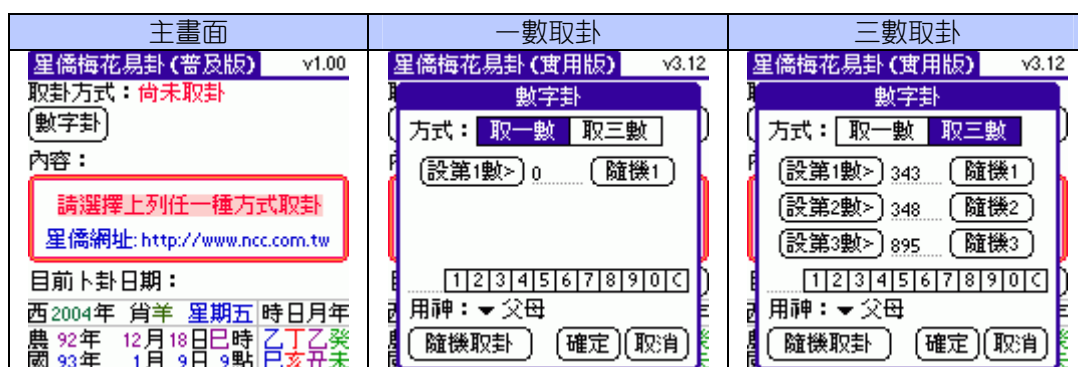 主畫面
一數取卦
三數取卦
星僑梅花易卦(普及版) v1.00
取卦方式：尚未取卦
數字卦
內容：
請選擇上列任一種方式取卦
星僑網址: http://www.ncc.com.tw
目前卜卦日期：
西2004年 肖羊 星期五 時日月年
農 92年 12月18日巳時 乙丁乙癸
國 93年 1月 9日 9點 巳亥丑未
星僑梅花易卦(實用版) v3.12
數字卦
方式： 取一數 取三數
設第1數> 0 隨機1
1 2 3 4 5 6 7 8 9 0 C
用神：▼父母
隨機取卦 確定 取消
星僑梅花易卦(實用版) v3.12
數字卦
方式： 取一數 取三數
設第1數> 343 隨機1
設第2數> 348 隨機2
設第3數> 895 隨機3
1 2 3 4 5 6 7 8 9 0 C
用神：▼父母
隨機取卦 確定 取消